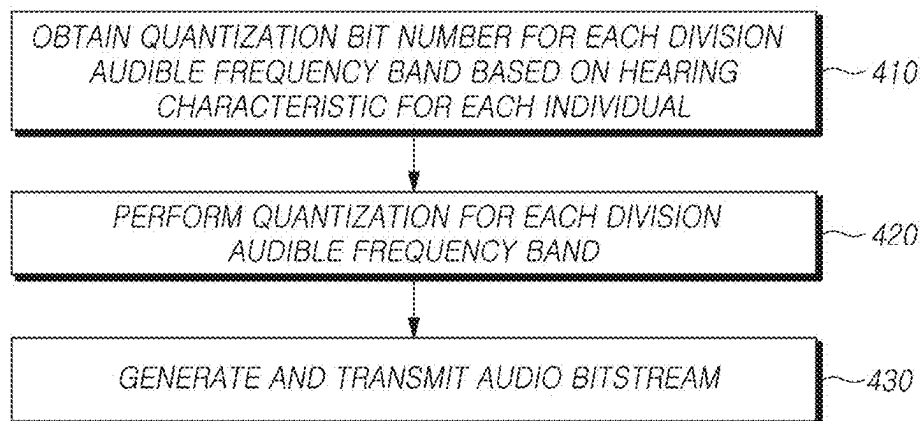 OBTAIN QUANTIZATION BIT NUMBER FOR EACH DIVISION
AUDIBLE FREQUENCY BAND BASED ON HEARING
CHARACTERISTIC FOR EACH INDIVIDUAL
410
PERFORM QUANTIZATION FOR EACH DIVISION
AUDIBLE FREQUENCY BAND
420
GENERATE AND TRANSMIT AUDIO BITSTREAM
430